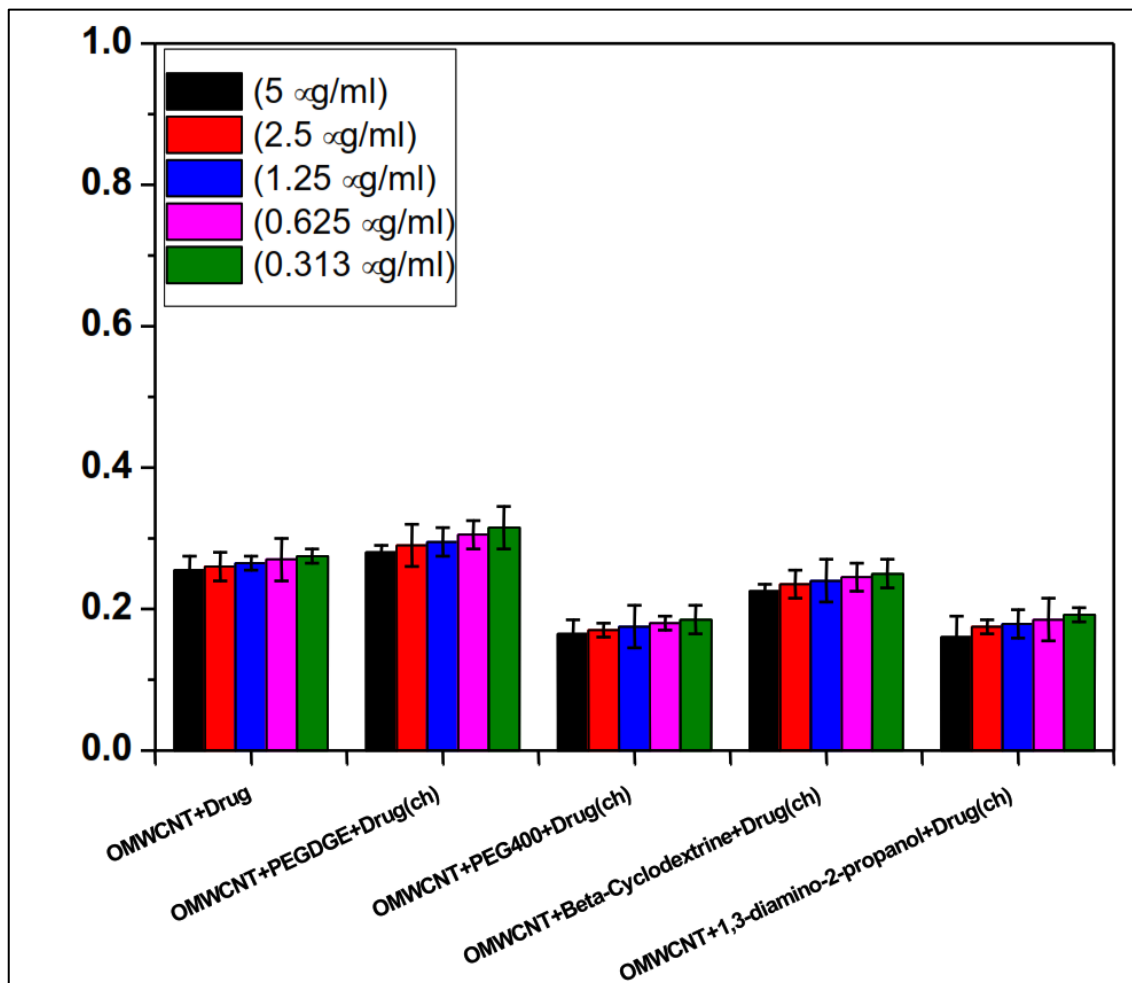 1.0
0.8
0.6
0.4
0.2
0.0
(5 ∝g/ml)
(2.5 ∝g/ml)
(1.25 ∝g/ml)
(0.625 ∝g/ml)
(0.313 ∝g/ml)
OMWCNT+Drug
OMWCNT+PEGDGE+Drug(ch)
OMWCNT+PEG400+Drug(ch)
OMWCNT+Beta-Cyclodextrine+Drug(ch)
OMWCNT+1,3-diamino-2-propanol+Drug(ch)